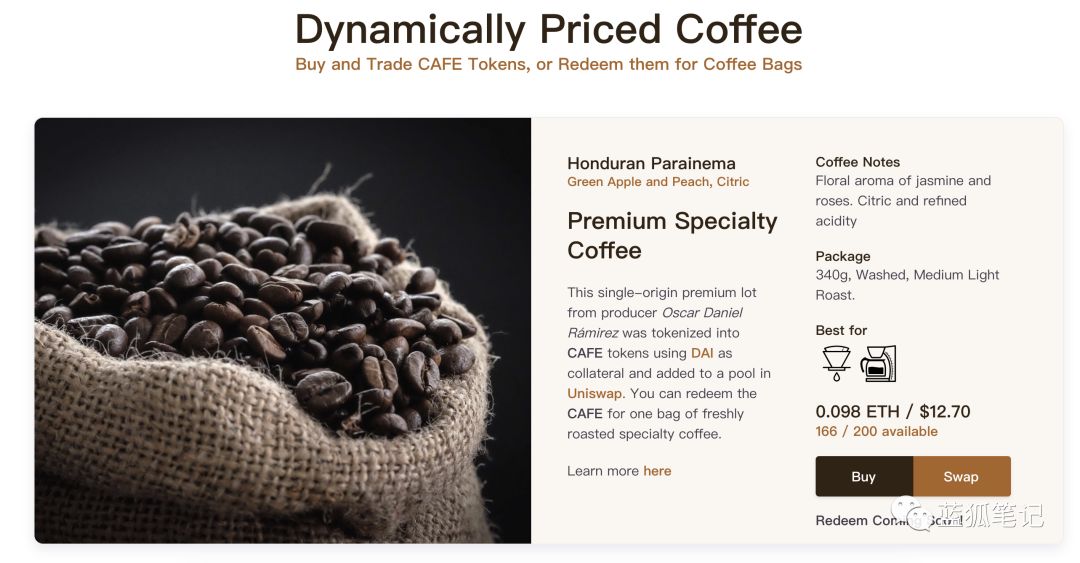 Dynamically Priced Coffee
Buy and Trade CAFE Tokens, or Redeem them for Coffee Bags
Honduran Parainema
Green Apple and Peach, Citric
Premium Specialty
Coffee
This single-origin premium lot
from producer Oscar Daniel
Rámirez was tokenized into
CAFE tokens using DAI as
collateral and added to a pool in
Uniswap. You can redeem the
CAFE for one bag of freshly
roasted specialty coffee.
Learn more here
Coffee Notes
Floral aroma of jasmine and
roses. Citric and refined
acidity
Package
340g, Washed, Medium Light
Roast.
Best for
0.098 ETH / $12.70
166 / 200 available
Buy
Swap
Redeem Coming Soon!
蓝狐笔记